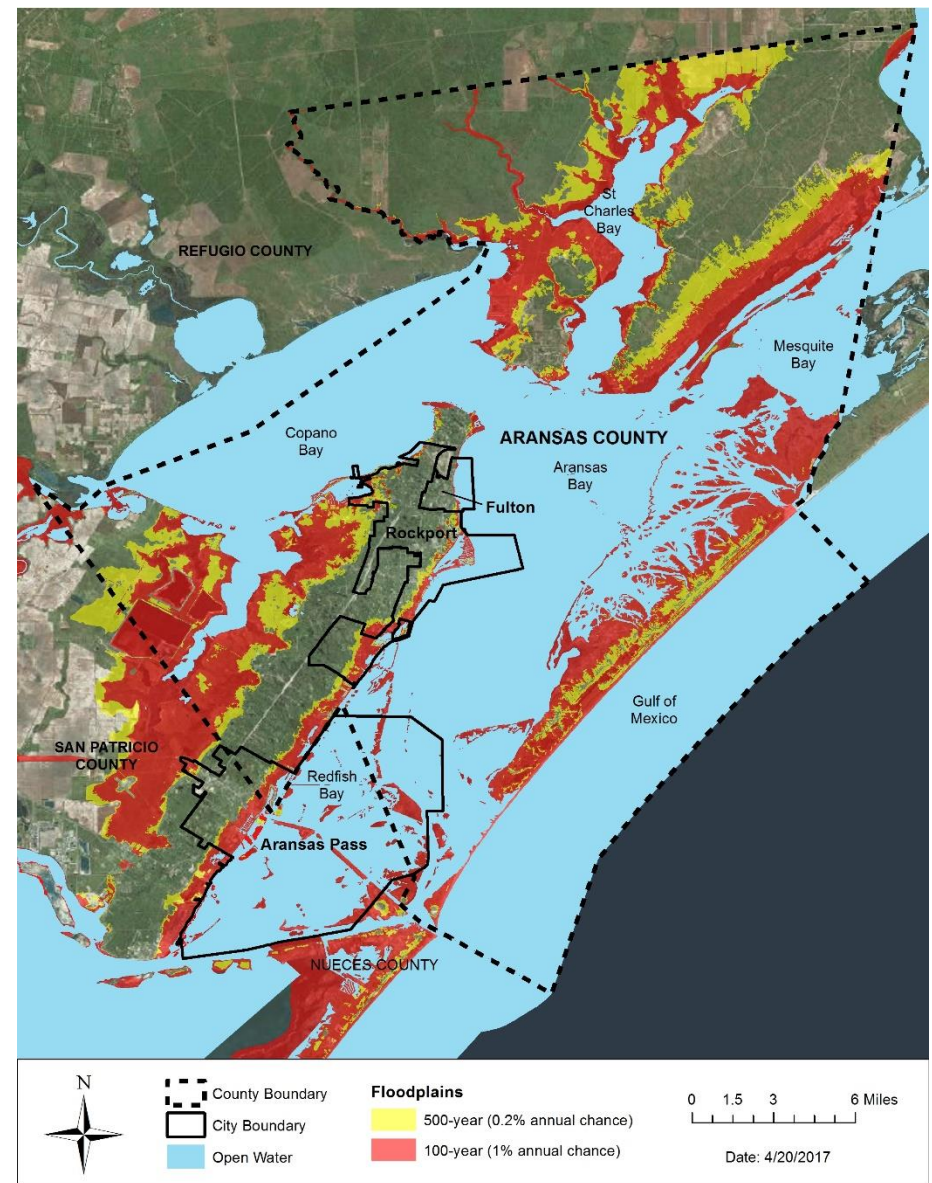 St
Charles
Bay
REFUGIO COUNTY
Mesquite
Bay
Copano
Bay
ARANSAS COUNTY
Aransas
Bay
Fulton
Rockport
Gulf of
Mexico
SAN PATRICIO
COUNTY
Redfish
Bay
Aransas Pass
NUECES COUNTY
N
County Boundary
City Boundary
Open Water
Floodplains
500-year (0.2% annual chance)
100-year (1% annual chance)
0 1.5 3 6 Miles
Date: 4/20/2017